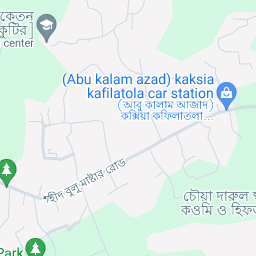 কেতন
কুটির
center
(Abu kalam azad) kaksia
kafilatola car station
(আবু কালাম আজাদ)
কক্সিয়া কফিলাতলা...
শহীদ বুলু মাষ্টার রোড
চৌয়া দারুল
কওমি ও হিফ
Park